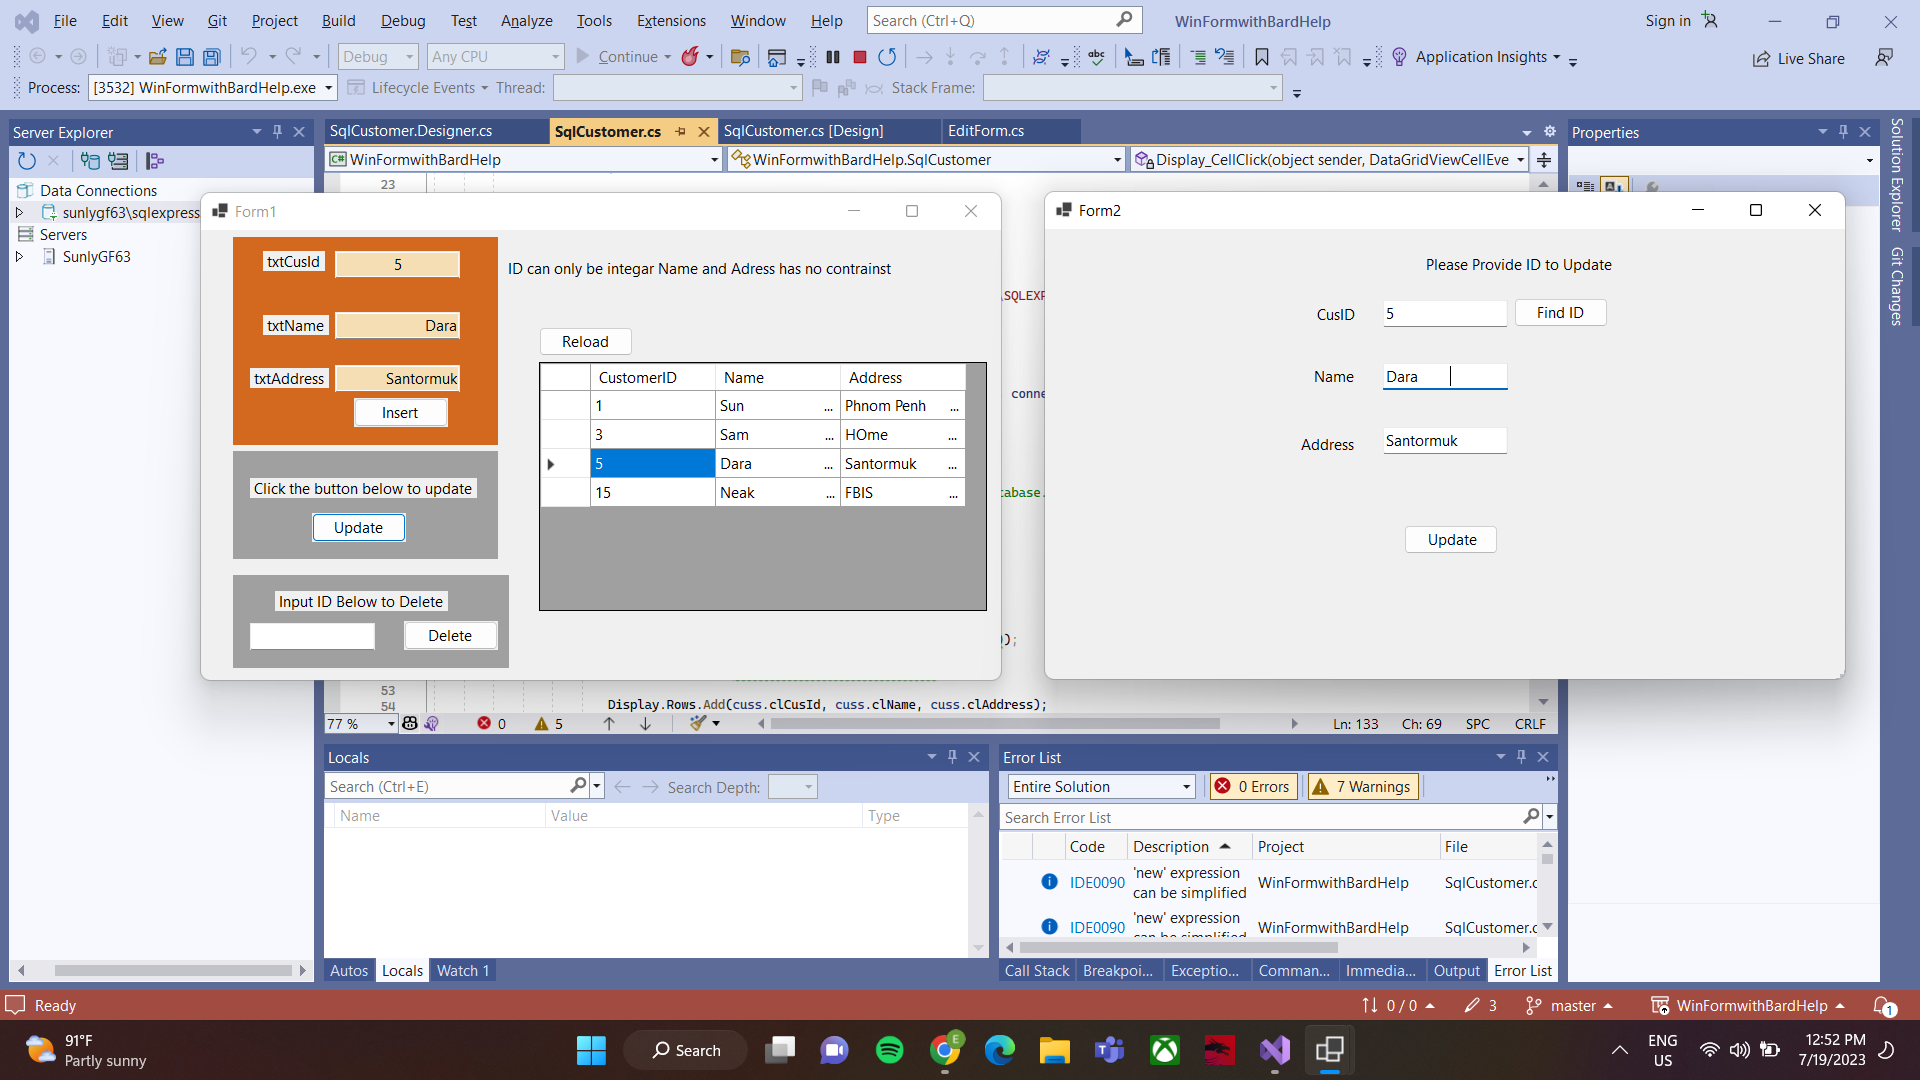 File Edit View Git Project Build Debug Test Analyze Tools Extensions Window Help Search (Ctrl+Q) WinFormwithBardHelp Sign in
Debug Any CPU Continue Application Insights Live Share
Process: [3532] WinFormwithBardHelp.exe Lifecycle Events Thread: Stack Frame:
Server Explorer
Data Connections
sunlygf63\sqlexpress
Servers
SunlyGF63
SqlCustomer.Designer.cs SqlCustomer.cs SqlCustomer.cs [Design] EditForm.cs
WinFormwithBardHelp WinFormwithBardHelp.SqlCustomer Display_CellClick(object sender, DataGridViewCellEve
23
Form1
txtCusId 5
ID can only be integar Name and Adress has no contrainst
txtName Dara
txtAddress Santormuk
Insert
Reload
CustomerID Name Address
1 Sun ... Phnom Penh ...
3 Sam ... HOme ...
5 Dara ... Santormuk ...
15 Neak ... FBIS ...
Click the button below to update
Update
Input ID Below to Delete
Delete
\SQLEXP
conne
tabase.
);
Form2
Please Provide ID to Update
CusID 5 Find ID
Name Dara
Address Santormuk
Update
53
54 Display.Rows.Add(cuss.clCusId, cuss.clName, cuss.clAddress);
77 % 0 5 Ln: 133 Ch: 69 SPC CRLF
Properties
Solution Explorer
Git Changes
Locals
Search (Ctrl+E) Search Depth:
Name Value Type
Autos Locals Watch 1
Error List
Entire Solution 0 Errors 7 Warnings
Search Error List
Code Description Project File
IDE0090 'new' expression can be simplified WinFormwithBardHelp SqlCustomer.c
IDE0090 'new' expression can be simplified WinFormwithBardHelp SqlCustomer.c
Call Stack Breakpoi... Exceptio... Comman... Immedia... Output Error List
Ready 0 / 0 3 master WinFormwithBardHelp 1
91°F
Partly sunny
Search
ENG
US
12:52 PM
7/19/2023